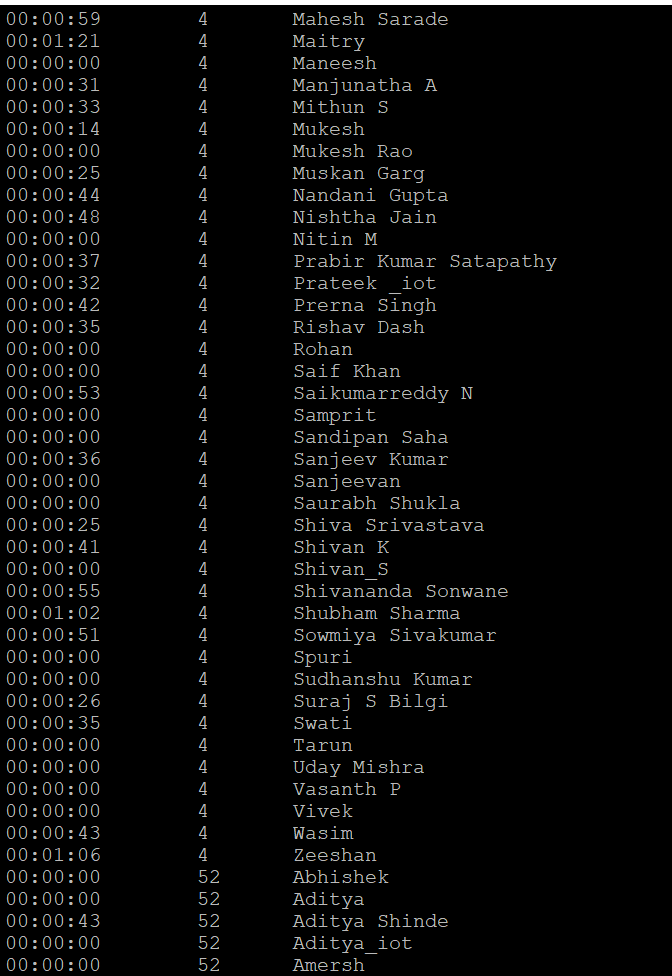 00:00:59 4 Mahesh Sarade
00:01:21 4 Maitry
00:00:00 4 Maneesh
00:00:31 4 Manjunatha A
00:00:33 4 Mithun S
00:00:14 4 Mukesh
00:00:00 4 Mukesh Rao
00:00:25 4 Muskan Garg
00:00:44 4 Nandani Gupta
00:00:48 4 Nishtha Jain
00:00:00 4 Nitin M
00:00:37 4 Prabir Kumar Satapathy
00:00:32 4 Prateek _iot
00:00:42 4 Prerna Singh
00:00:35 4 Rishav Dash
00:00:00 4 Rohan
00:00:00 4 Saif Khan
00:00:53 4 Saikumarreddy N
00:00:00 4 Samprit
00:00:00 4 Sandipan Saha
00:00:36 4 Sanjeev Kumar
00:00:00 4 Sanjeevan
00:00:00 4 Saurabh Shukla
00:00:25 4 Shiva Srivastava
00:00:41 4 Shivan K
00:00:00 4 Shivan_S
00:00:55 4 Shivananda Sonwane
00:01:02 4 Shubham Sharma
00:00:51 4 Sowmiya Sivakumar
00:00:00 4 Spuri
00:00:00 4 Sudhanshu Kumar
00:00:26 4 Suraj S Bilgi
00:00:35 4 Swati
00:00:00 4 Tarun
00:00:00 4 Uday Mishra
00:00:00 4 Vasanth P
00:00:00 4 Vivek
00:00:43 4 Wasim
00:01:06 4 Zeeshan
00:00:00 52 Abhishek
00:00:00 52 Aditya
00:00:43 52 Aditya Shinde
00:00:00 52 Aditya_iot
00:00:00 52 Amersh